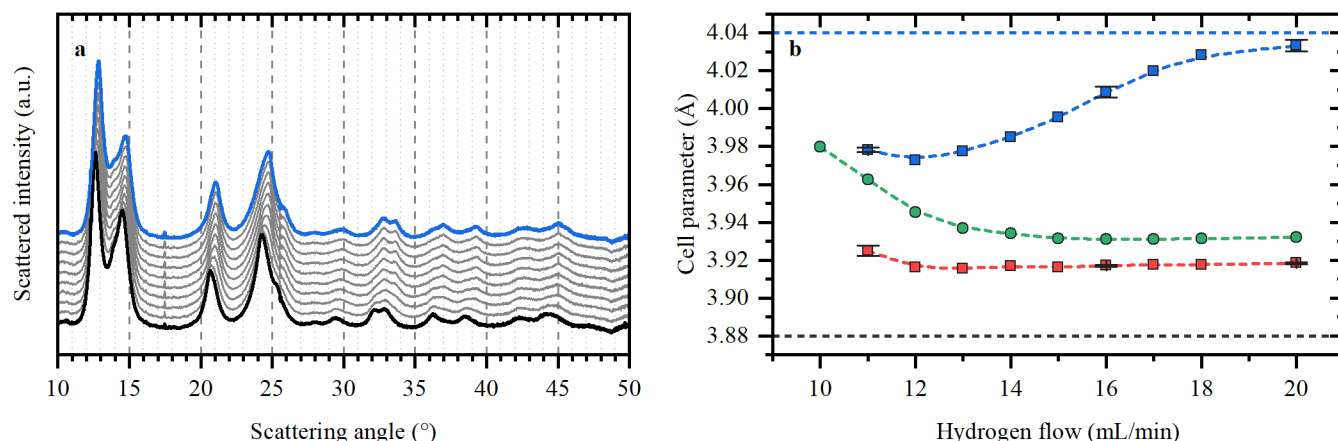 a
Scattered intensity (a.u.)
10 15 20 25 30 35 40 45 50
Scattering angle (°)
b
4.04
4.02
4.00
3.98
3.96
3.94
3.92
3.90
3.88
Cell parameter (Å)
10 12 14 16 18 20
Hydrogen flow (mL/min)